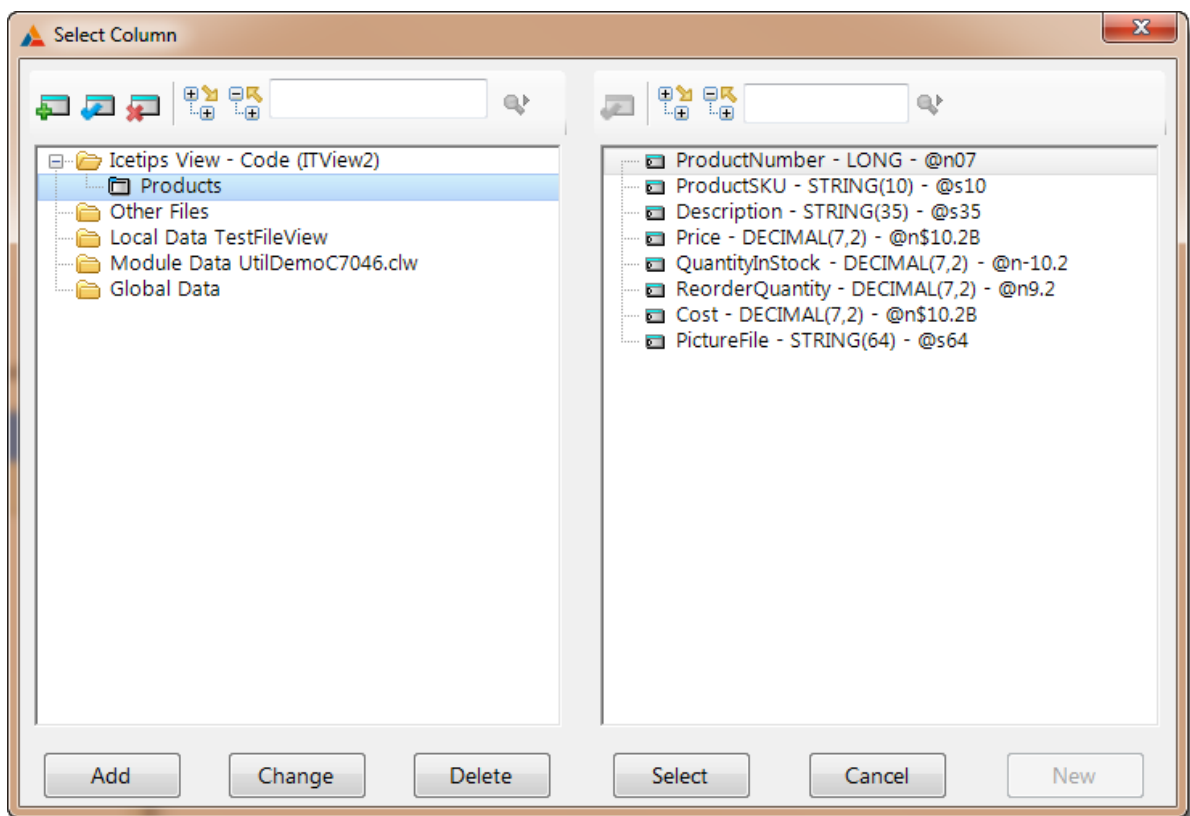 Select Column
Icetips View - Code (ITView2)
Products
Other Files
Local Data TestFileView
Module Data UtilDemoC7046.clw
Global Data
ProductNumber - LONG - @n07
ProductSKU - STRING(10) - @s10
Description - STRING(35) - @s35
Price - DECIMAL(7,2) - @n$10.2B
QuantityInStock - DECIMAL(7,2) - @n-10.2
ReorderQuantity - DECIMAL(7,2) - @n9.2
Cost - DECIMAL(7,2) - @n$10.2B
PictureFile - STRING(64) - @s64
Add Change Delete Select Cancel New